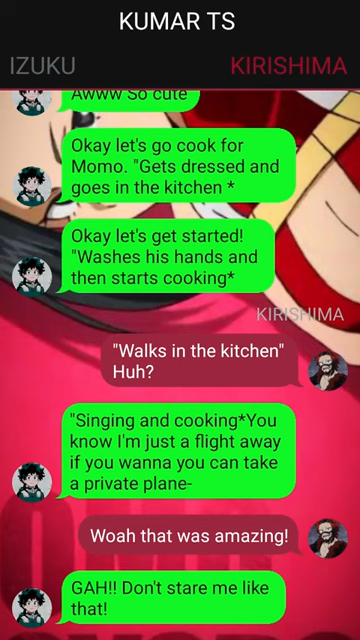 KUMAR TS
IZUKU
KIRISHIMA
Awww So cute
Okay let's go cook for
Momo. "Gets dressed and
goes in the kitchen *
Okay let's get started!
"Washes his hands and
then starts cooking*
KIRISHIMA
"Walks in the kitchen"
Huh?
"Singing and cooking*You
know I'm just a flight away
if you wanna you can take
a private plane-
Woah that was amazing!
GAH!! Don't stare me like
that!